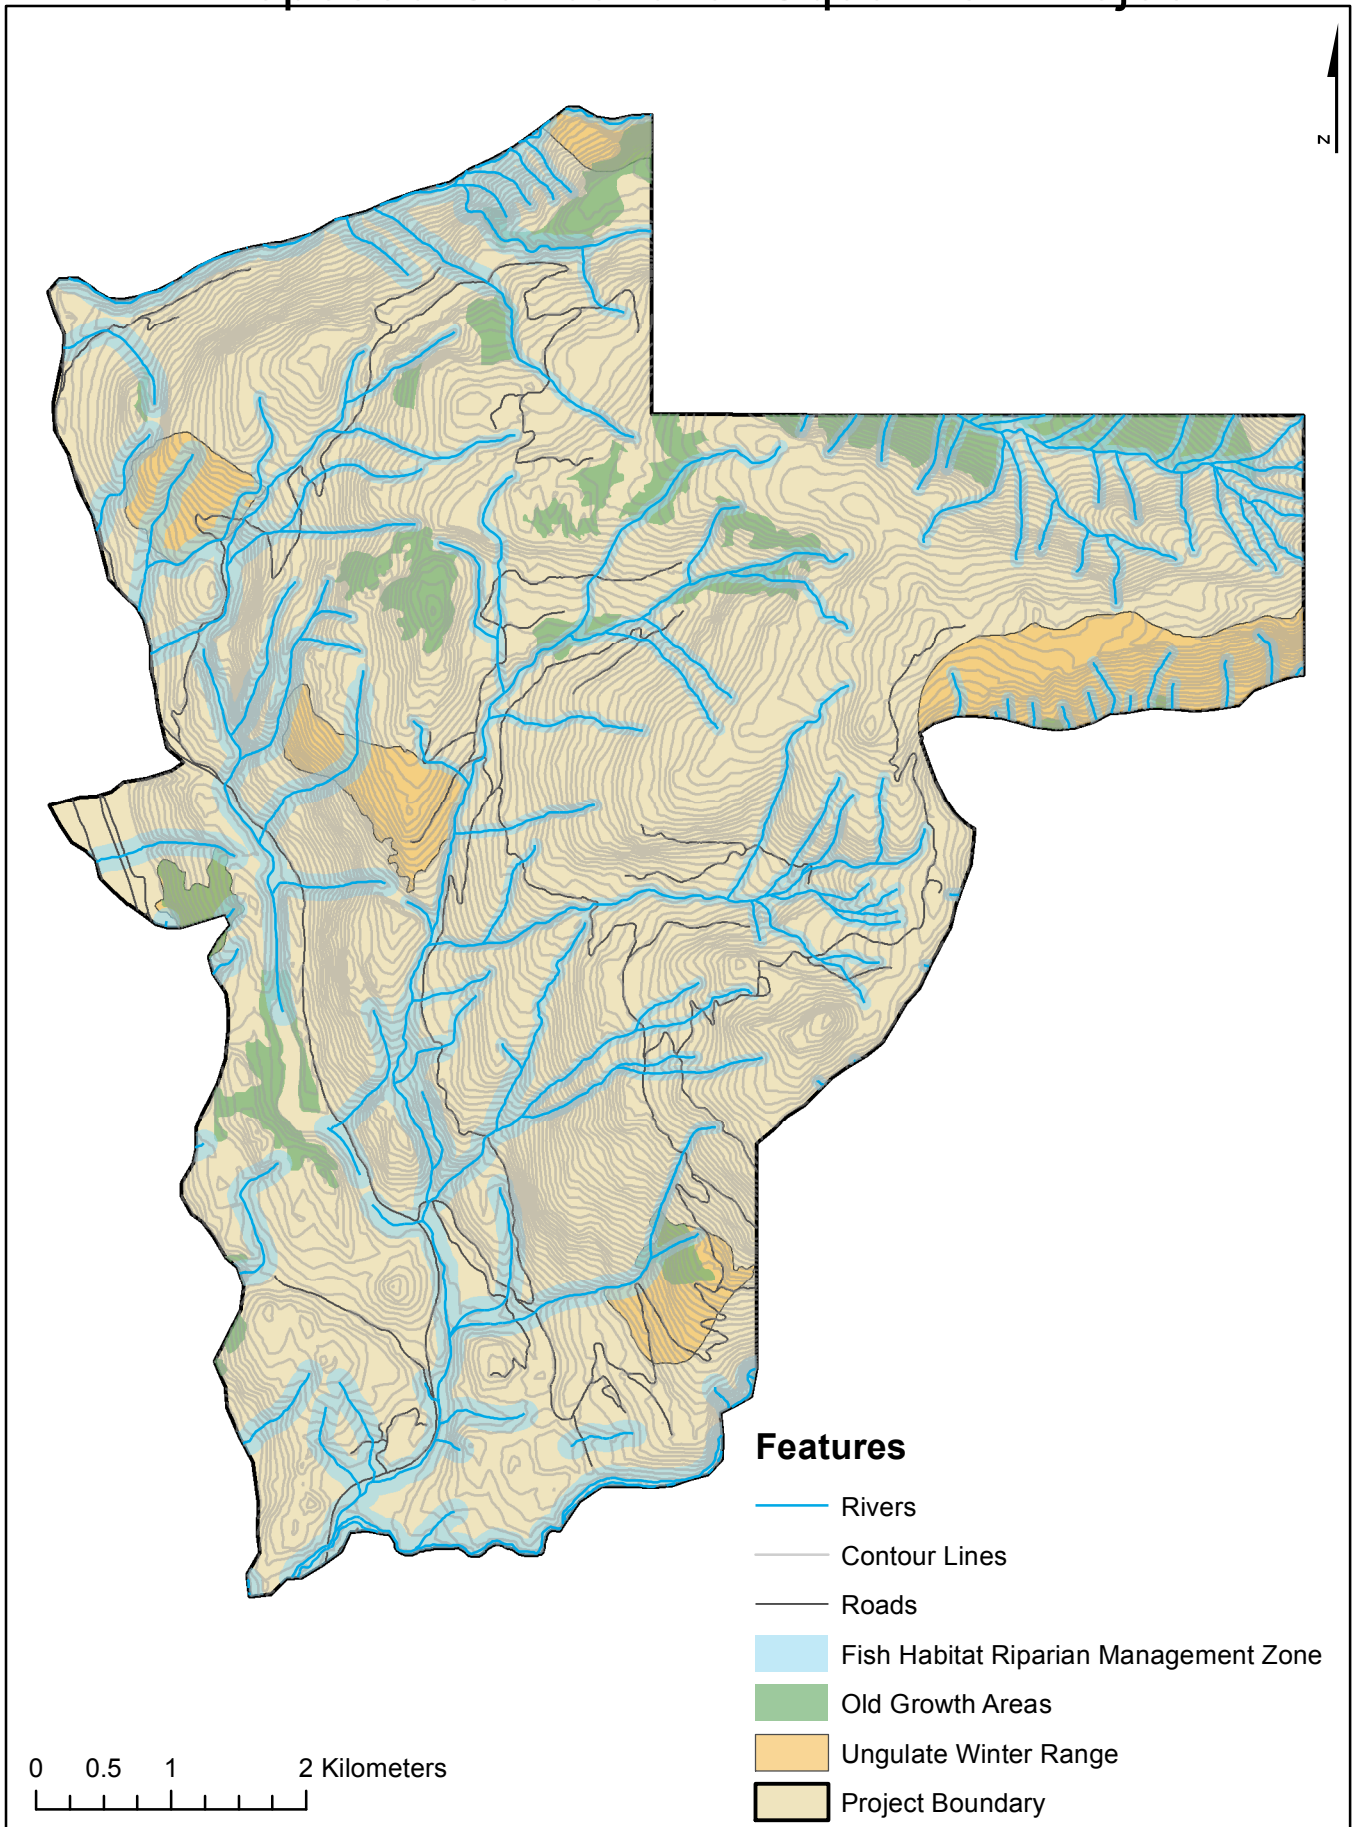 N
Features
Rivers
Contour Lines
Roads
Fish Habitat Riparian Management Zone
Old Growth Areas
Ungulate Winter Range
Project Boundary
0 0.5 1 2 Kilometers